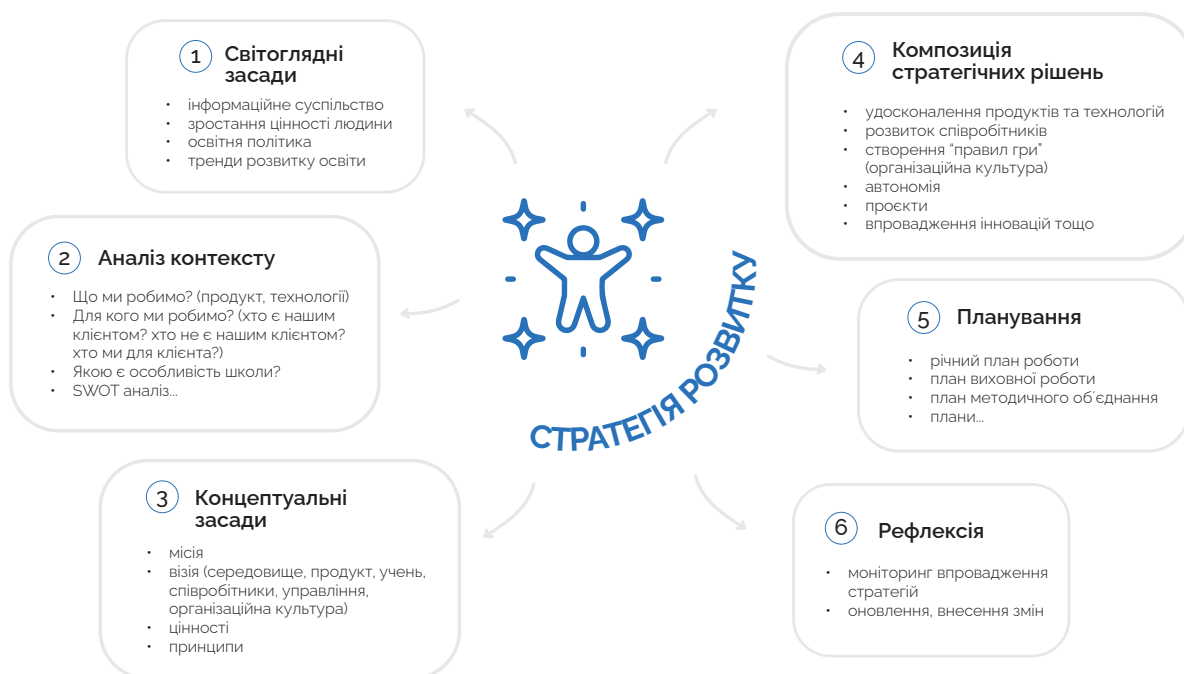 1
Світоглядні
засади
• інформаційне суспільство
• зростання цінності людини
• освітня політика
• тренди розвитку освіти
2
Аналіз контексту
• Що ми робимо? (продукт, технології)
• Для кого ми робимо? (хто є нашим
клієнтом? хто не є нашим клієнтом?
хто ми для клієнта?)
• Якою є особливість школи?
• SWOT аналіз...
3
Концептуальні
засади
• місія
• візія (середовище, продукт, учень,
співробітники, управління,
організаційна культура)
• цінності
• принципи
СТРАТЕГІЯ РОЗВИТКУ
4
Композиція
стратегічних рішень
• удосконалення продуктів та технологій
• розвиток співробітників
• створення “правил гри”
(організаційна культура)
• автономія
• проєкти
• впровадження інновацій тощо
5
Планування
• річний план роботи
• план виховної роботи
• план методичного об´єднання
• плани...
6
Рефлексія
• моніторинг впровадження
стратегій
• оновлення, внесення змін